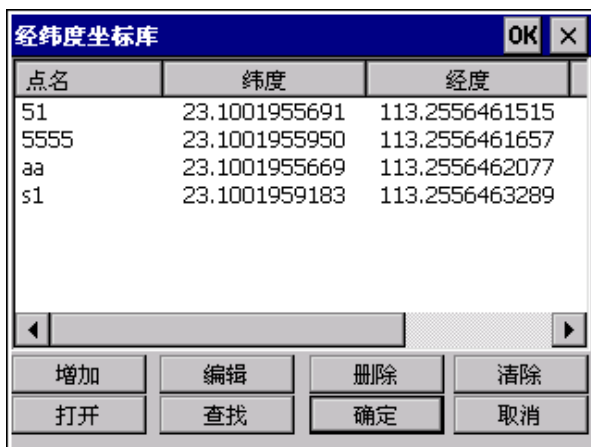 经纬度坐标库 OK ×
点名 纬度 经度
51 23.1001955691 113.2556461515
5555 23.1001955950 113.2556461657
aa 23.1001955669 113.2556462077
s1 23.1001959183 113.2556463289
增加 编辑 删除 清除
打开 查找 确定 取消